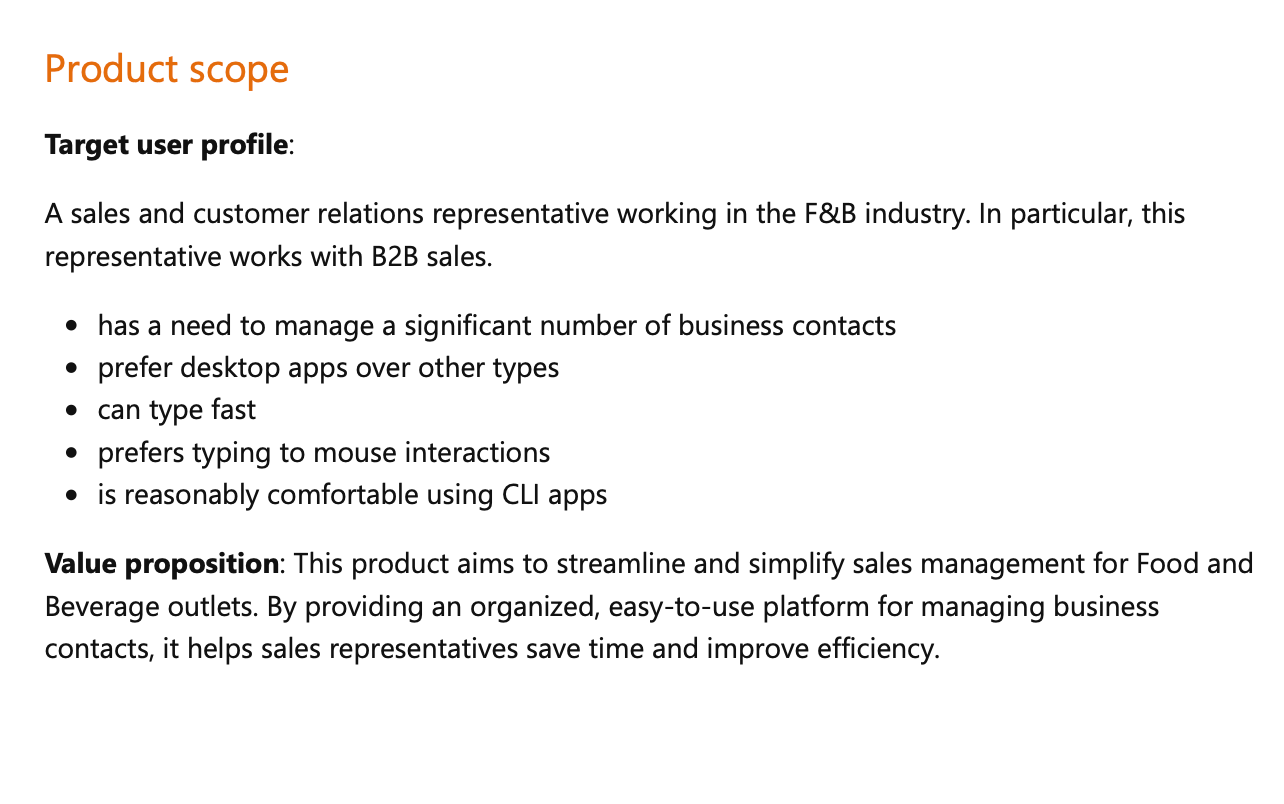 Product scope
Target user profile:
A sales and customer relations representative working in the F&B industry. In particular, this
representative works with B2B sales.
• has a need to manage a significant number of business contacts
• prefer desktop apps over other types
• can type fast
• prefers typing to mouse interactions
• is reasonably comfortable using CLI apps
Value proposition: This product aims to streamline and simplify sales management for Food and
Beverage outlets. By providing an organized, easy-to-use platform for managing business
contacts, it helps sales representatives save time and improve efficiency.